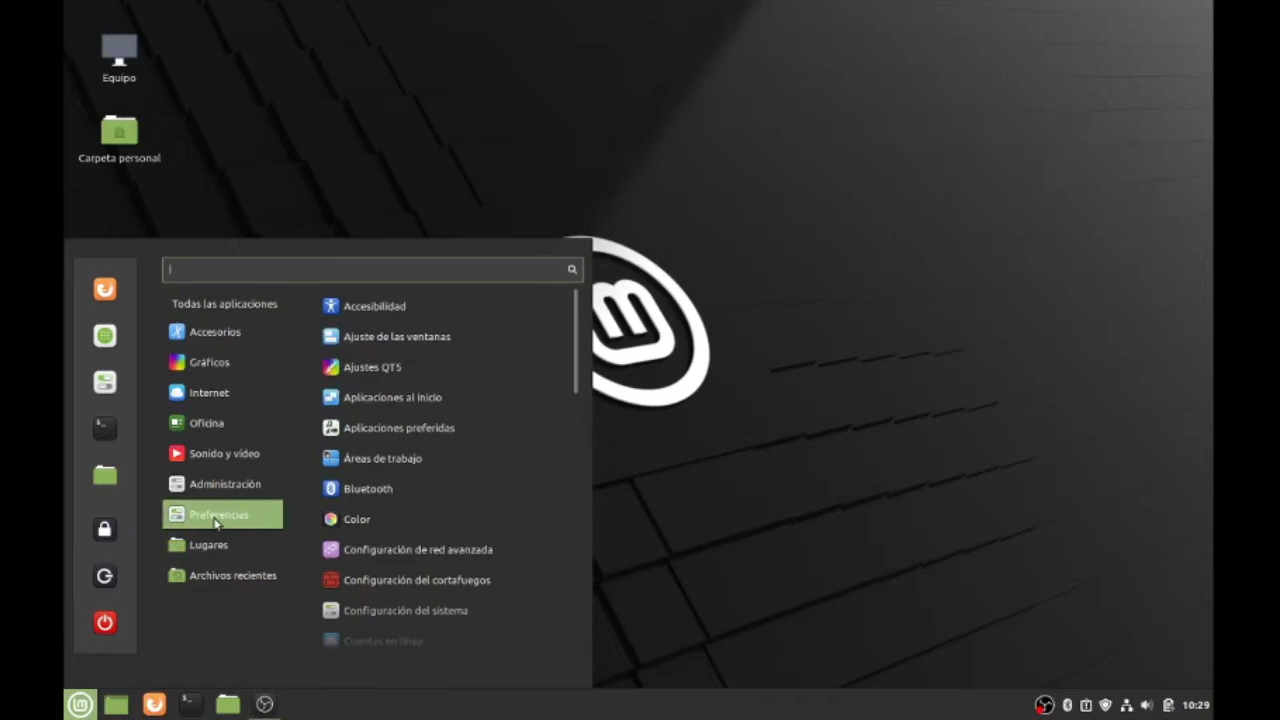 Equipo
Carpeta personal
Todas las aplicaciones
Accesorios
Gráficos
Internet
Oficina
Sonido y vídeo
Administración
Preferencias
Lugares
Archivos recientes
Accesibilidad
Ajuste de las ventanas
Ajustes QT5
Aplicaciones al inicio
Aplicaciones preferidas
Áreas de trabajo
Bluetooth
Color
Configuración de red avanzada
Configuración del cortafuegos
Configuración del sistema
Cuentas en línea
10:29